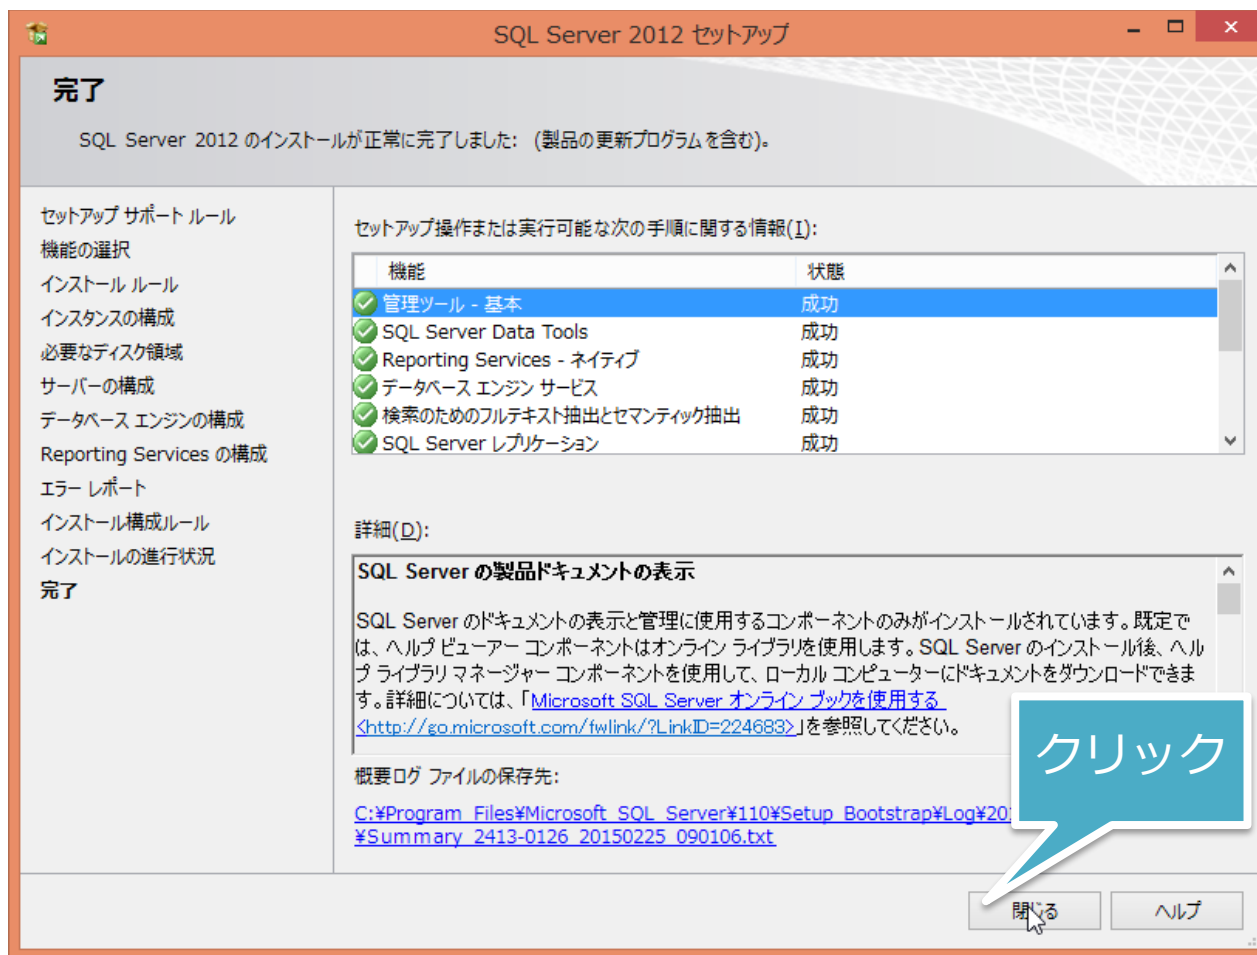 SQL Server 2012 セットアップ
完了
SQL Server 2012 のインストールが正常に完了しました: (製品の更新プログラムを含む)。
セットアップ サポート ルール
機能の選択
インストール ルール
インスタンスの構成
必要なディスク領域
サーバーの構成
データベース エンジンの構成
Reporting Services の構成
エラー レポート
インストール構成ルール
インストールの進行状況
完了
セットアップ操作または実行可能な次の手順に関する情報(I):
機能 状態
管理ツール - 基本 成功
SQL Server Data Tools 成功
Reporting Services - ネイティブ 成功
データベース エンジン サービス 成功
検索のためのフルテキスト抽出とセマンティック抽出 成功
SQL Server レプリケーション 成功
詳細(D):
SQL Server の製品ドキュメントの表示
SQL Server のドキュメントの表示と管理に使用するコンポーネントのみがインストールされています。既定で
は、ヘルプ ビューアー コンポーネントはオンライン ライブラリを使用します。SQL Server のインストール後、ヘル
プ ライブラリ マネージャー コンポーネントを使用して、ローカル コンピューターにドキュメントをダウンロードできま
す。詳細については、「Microsoft SQL Server オンライン ブックを使用する
<http://go.microsoft.com/fwlink/?LinkID=224683>」を参照してください。
クリック
概要ログ ファイルの保存先:
C:¥Program Files¥Microsoft SQL Server¥110¥Setup Bootstrap¥Log¥20
¥Summary_2413-0126_20150225_090106.txt
閉じる ヘルプ